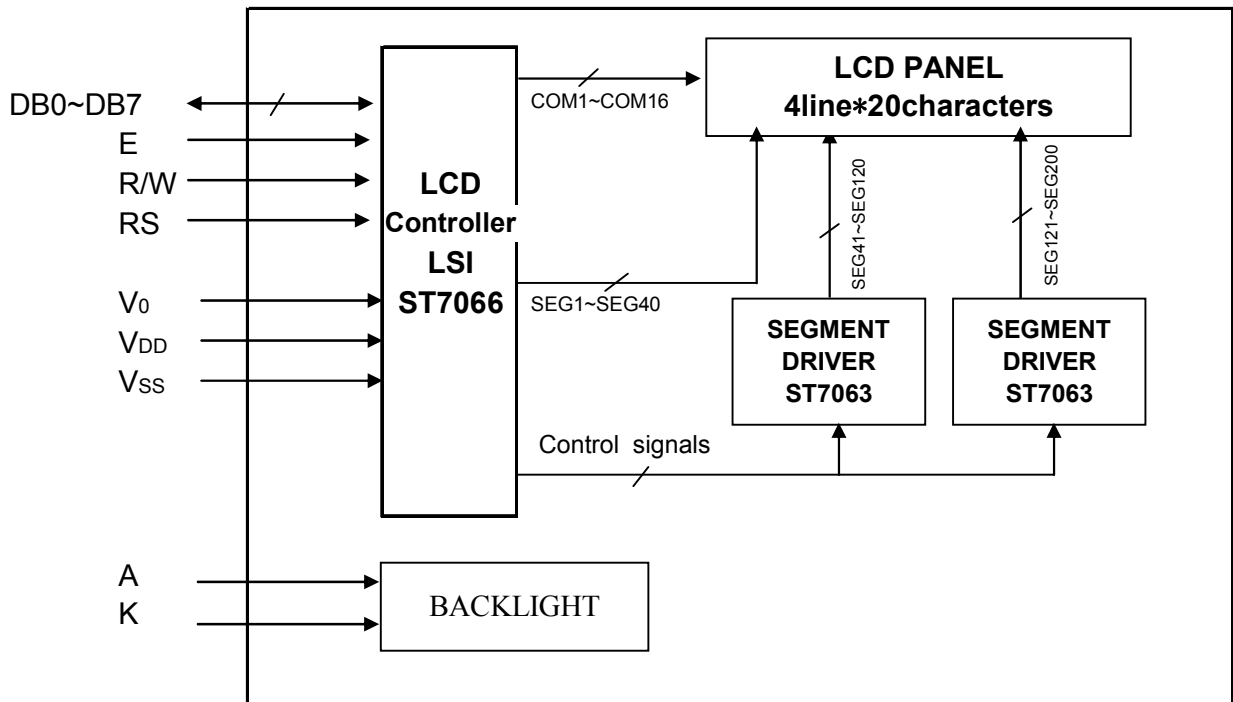 DB0~DB7
E
R/W
RS
V0
VDD
VSS
A
K
LCD
Controller
LSI
ST7066
COM1~COM16
SEG1~SEG40
Control signals
LCD PANEL
4line*20characters
SEG41~SEG120
SEG121~SEG200
SEGMENT
DRIVER
ST7063
SEGMENT
DRIVER
ST7063
BACKLIGHT